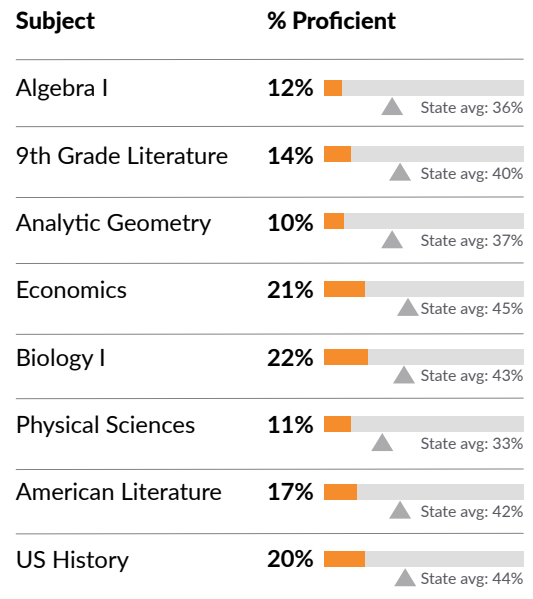 Subject % Proficient
Algebra I 12%
State avg: 36%
9th Grade Literature 14%
State avg: 40%
Analytic Geometry 10%
State avg: 37%
Economics 21%
State avg: 45%
Biology I 22%
State avg: 43%
Physical Sciences 11%
State avg: 33%
American Literature 17%
State avg: 42%
US History 20%
State avg: 44%